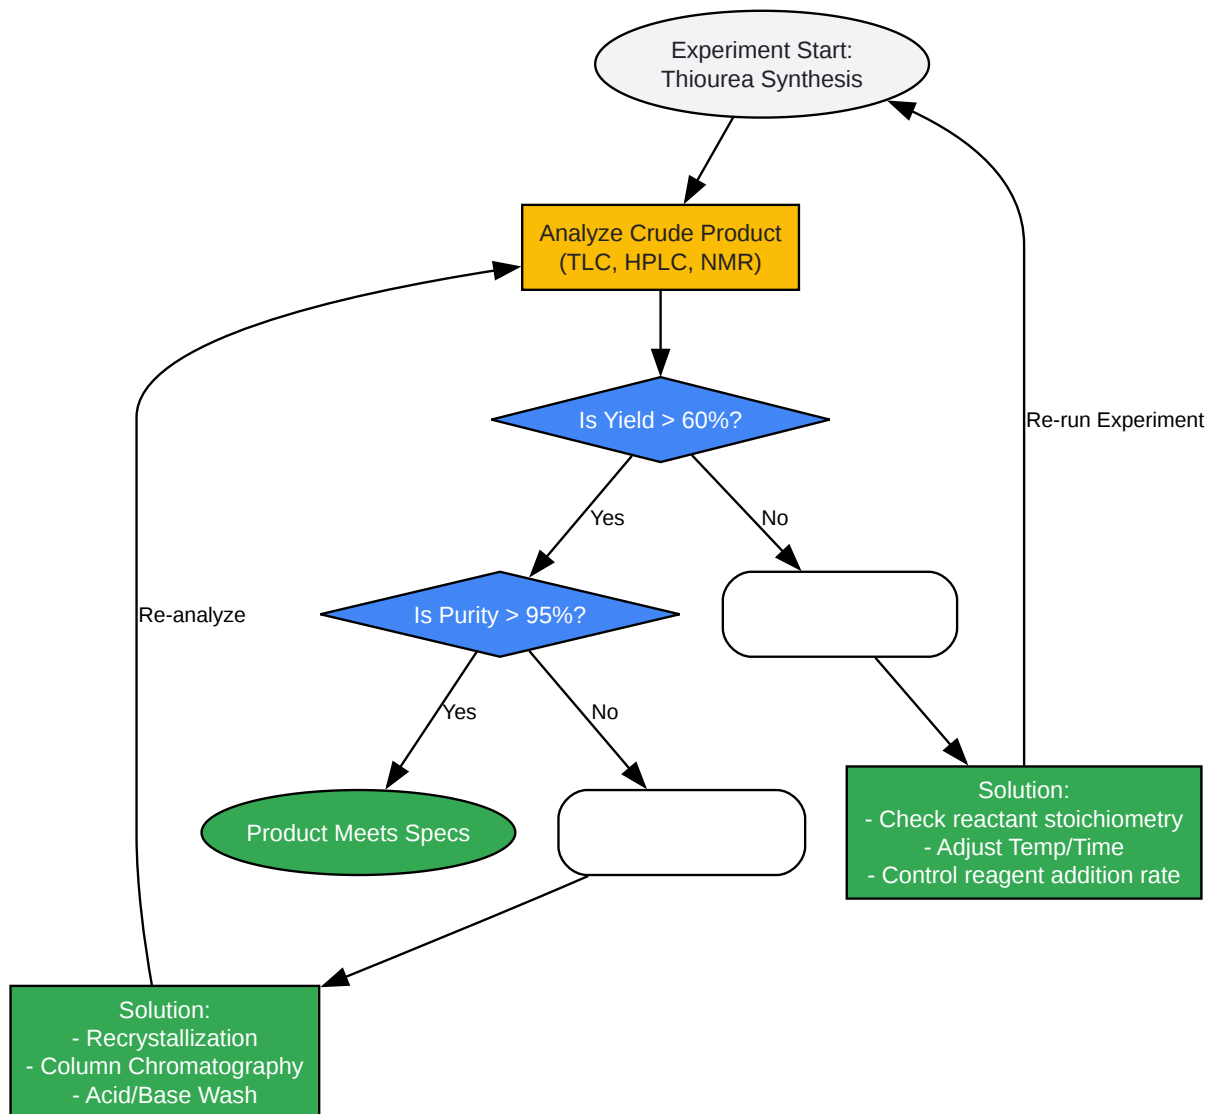 Experiment Start:
Thiourea Synthesis
Analyze Crude Product
(TLC, HPLC, NMR)
Is Yield > 60%?
Re-run Experiment
Yes
No
Re-analyze
Is Purity > 95%?
Yes
No
Product Meets Specs
Solution:
- Check reactant stoichiometry
- Adjust Temp/Time
- Control reagent addition rate
Solution:
- Recrystallization
- Column Chromatography
- Acid/Base Wash